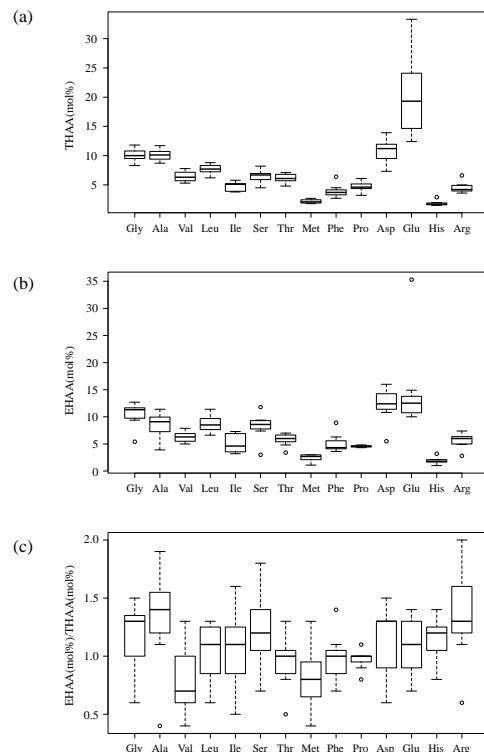 (a)
THAA(mol%)
30
25
20
15
10
5
Gly Ala Val Leu Ile Ser Thr Met Phe Pro Asp Glu His Arg
(b)
EHAA(mol%)
35
30
25
20
15
10
5
0
Gly Ala Val Leu Ile Ser Thr Met Phe Pro Asp Glu His Arg
(c)
EHAA(mol%)/THAA(mol%)
2.0
1.5
1.0
0.5
Gly Ala Val Leu Ile Ser Thr Met Phe Pro Asp Glu His Arg